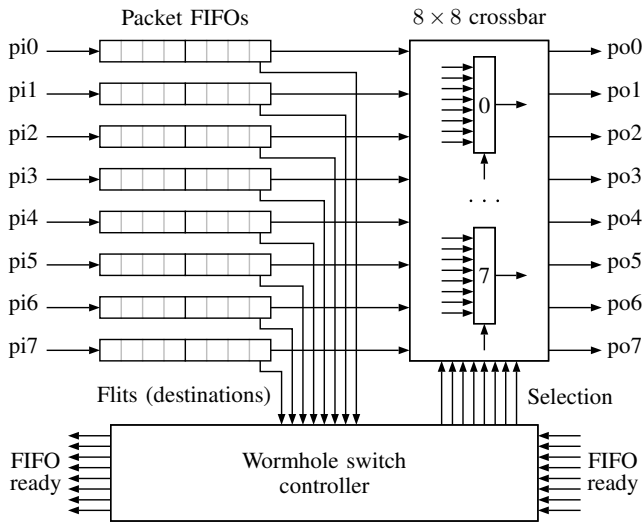 Packet FIFOs
8 × 8 crossbar
pi0
po0
pi1
po1
pi2
po2
pi3
po3
pi4
po4
pi5
po5
pi6
po6
pi7
po7
0
. . .
7
Flits (destinations)
Selection
FIFO
ready
Wormhole switch
controller
FIFO
ready